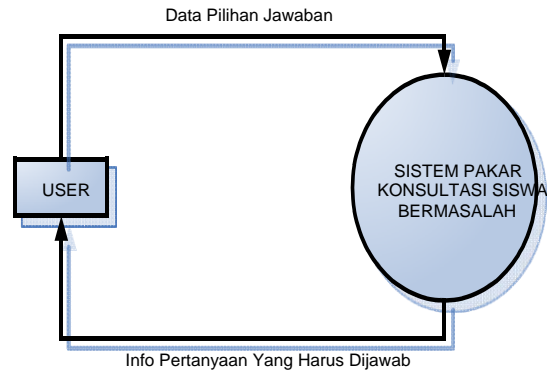 Data Pilihan Jawaban
USER
SISTEM PAKAR
KONSULTASI SISWA
BERMASALAH
Info Pertanyaan Yang Harus Dijawab